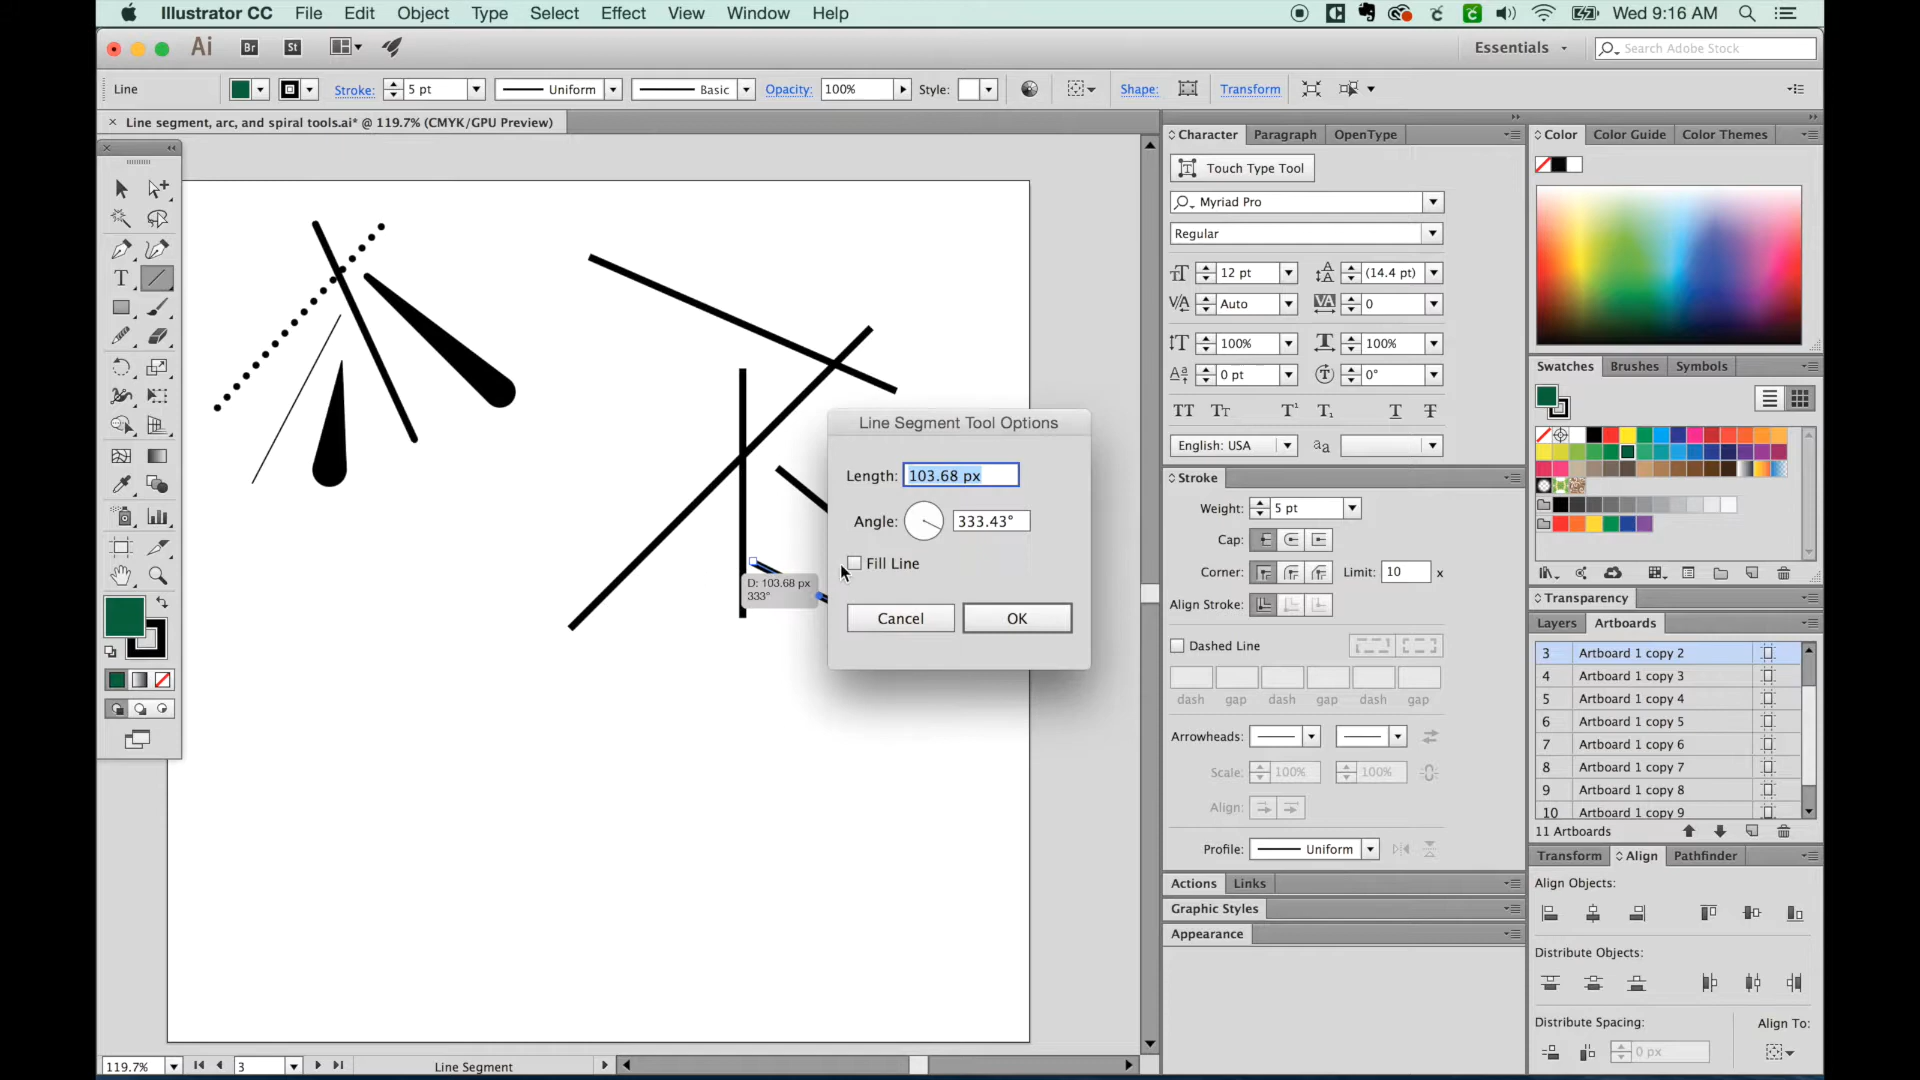 Illustrator CC File Edit Object Type Select Effect View Window Help
Wed 9:16 AM
Ai Br St
Essentials
Search Adobe Stock
Line
Stroke: 5 pt
Uniform
Basic
Opacity: 100%
Style:
Shape:
Transform
× Line segment, arc, and spiral tools.ai* @ 119.7% (CMYK/GPU Preview)
Line Segment Tool Options
Length: 103.68 px
Angle: 333.43°
Fill Line
Cancel OK
D: 103.68 px
333°
Character Paragraph OpenType
Touch Type Tool
Myriad Pro
Regular
12 pt (14.4 pt)
Auto 0
100% 100%
0 pt 0°
English: USA
Stroke
Weight: 5 pt
Cap:
Corner: Limit: 10 x
Align Stroke:
Dashed Line
dash gap dash gap dash gap
Arrowheads:
Scale: 100% 100%
Align:
Profile: Uniform
Actions Links
Graphic Styles
Appearance
Color Color Guide Color Themes
Swatches Brushes Symbols
Transparency
Layers Artboards
3 Artboard 1 copy 2
4 Artboard 1 copy 3
5 Artboard 1 copy 4
6 Artboard 1 copy 5
7 Artboard 1 copy 6
8 Artboard 1 copy 7
9 Artboard 1 copy 8
10 Artboard 1 copy 9
11 Artboards
Transform Align Pathfinder
Align Objects:
Distribute Objects:
Distribute Spacing: Align To:
0 px
119.7% 3 Line Segment